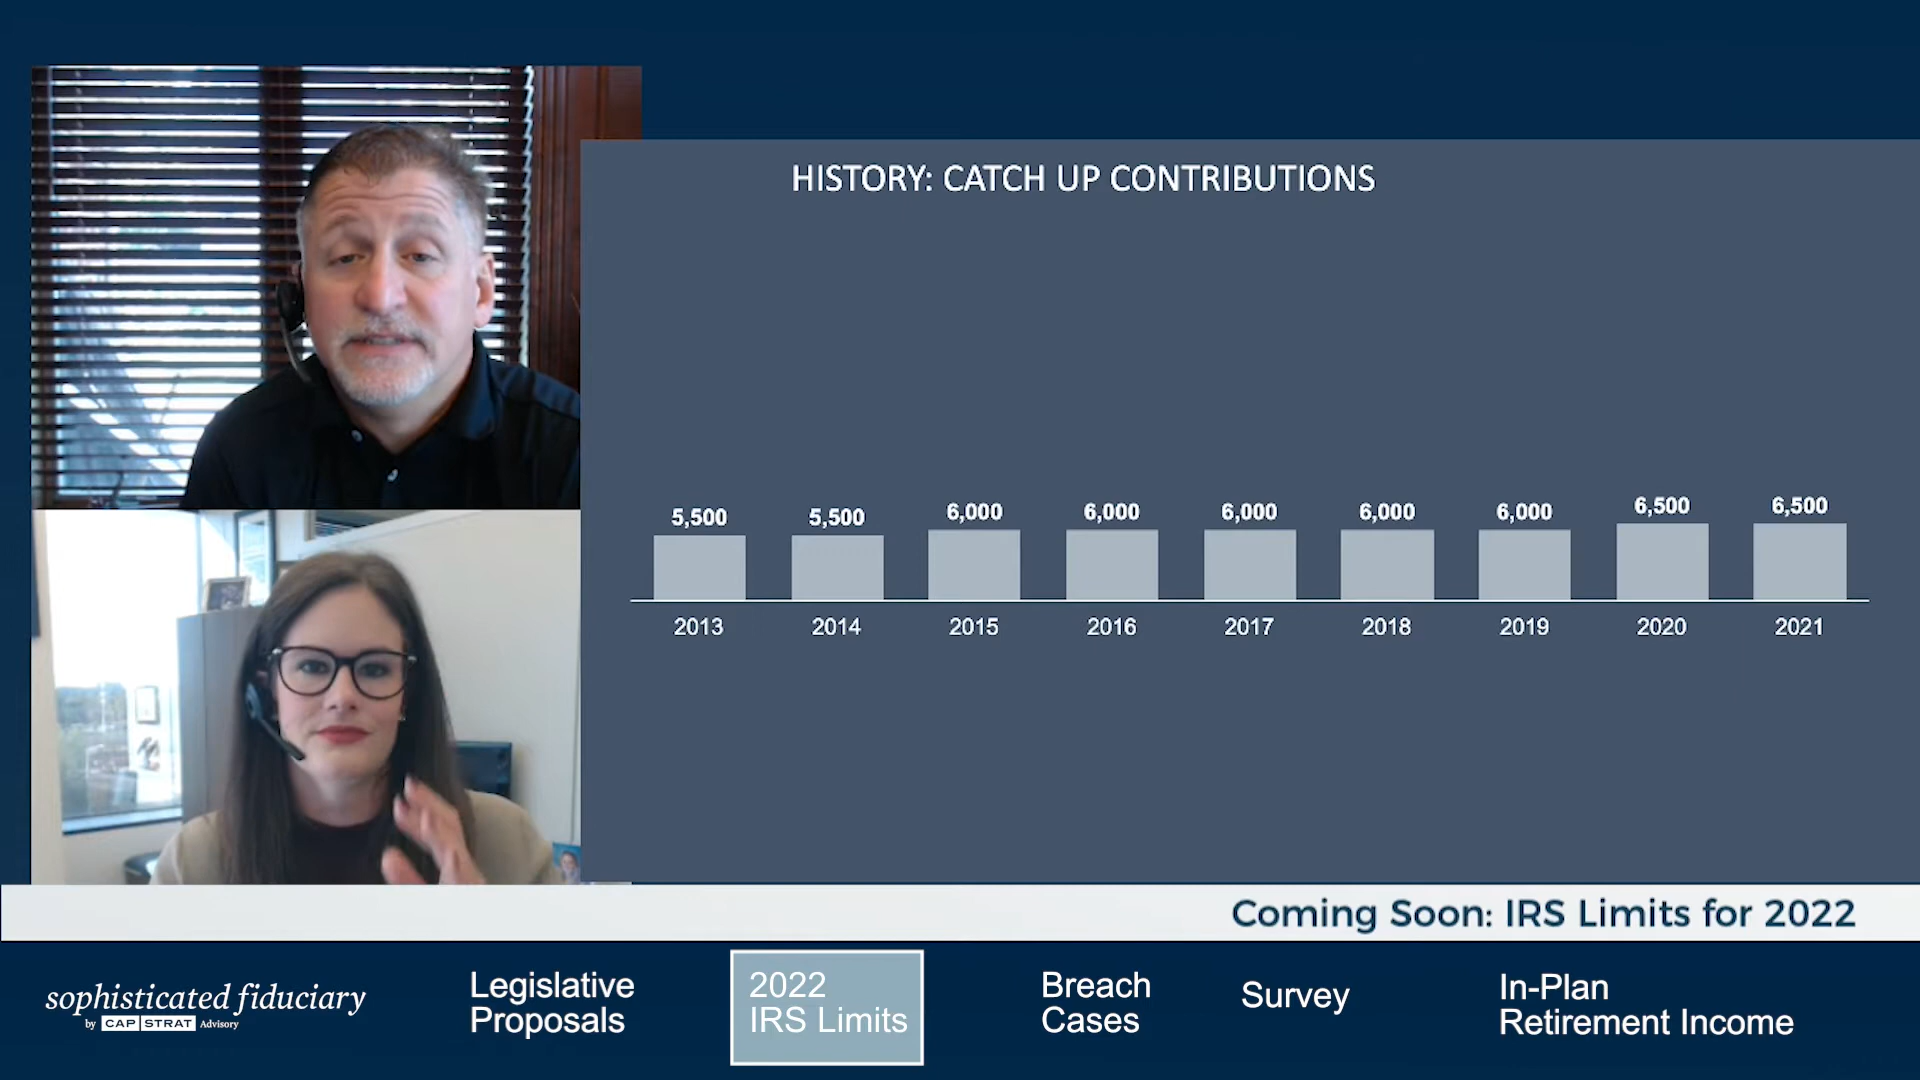 HISTORY: CATCH UP CONTRIBUTIONS
5,500 5,500 6,000 6,000 6,000 6,000 6,000 6,500 6,500
2013 2014 2015 2016 2017 2018 2019 2020 2021
Coming Soon: IRS Limits for 2022
sophisticated fiduciary
by CAP STRAT Advisory
Legislative
Proposals
2022
IRS Limits
Breach
Cases
Survey
In-Plan
Retirement Income